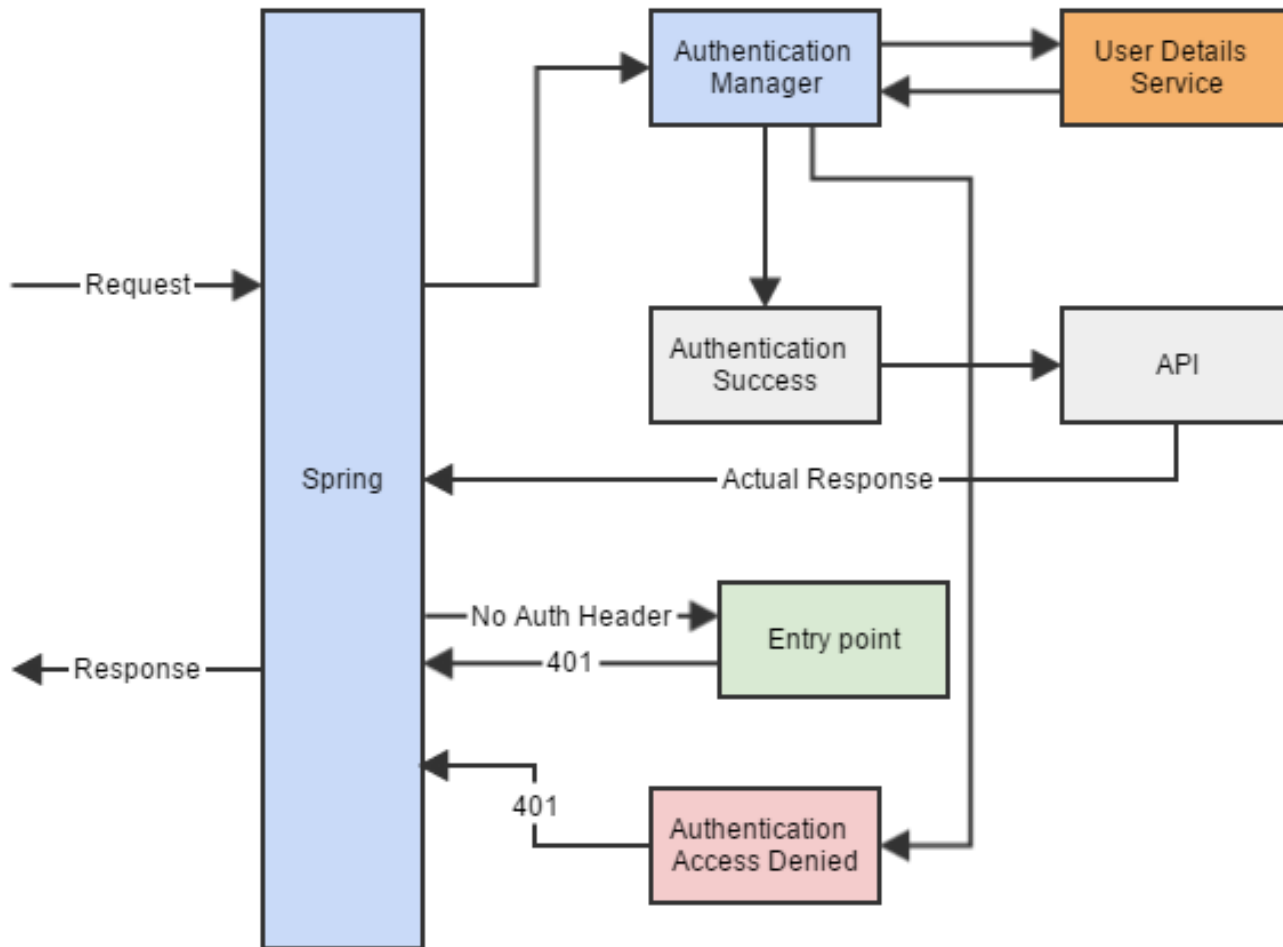 Authentication
Manager
User Details
Service
Request
Authentication
Success
API
Spring
Actual Response
No Auth Header
Entry point
401
Response
401
Authentication
Access Denied